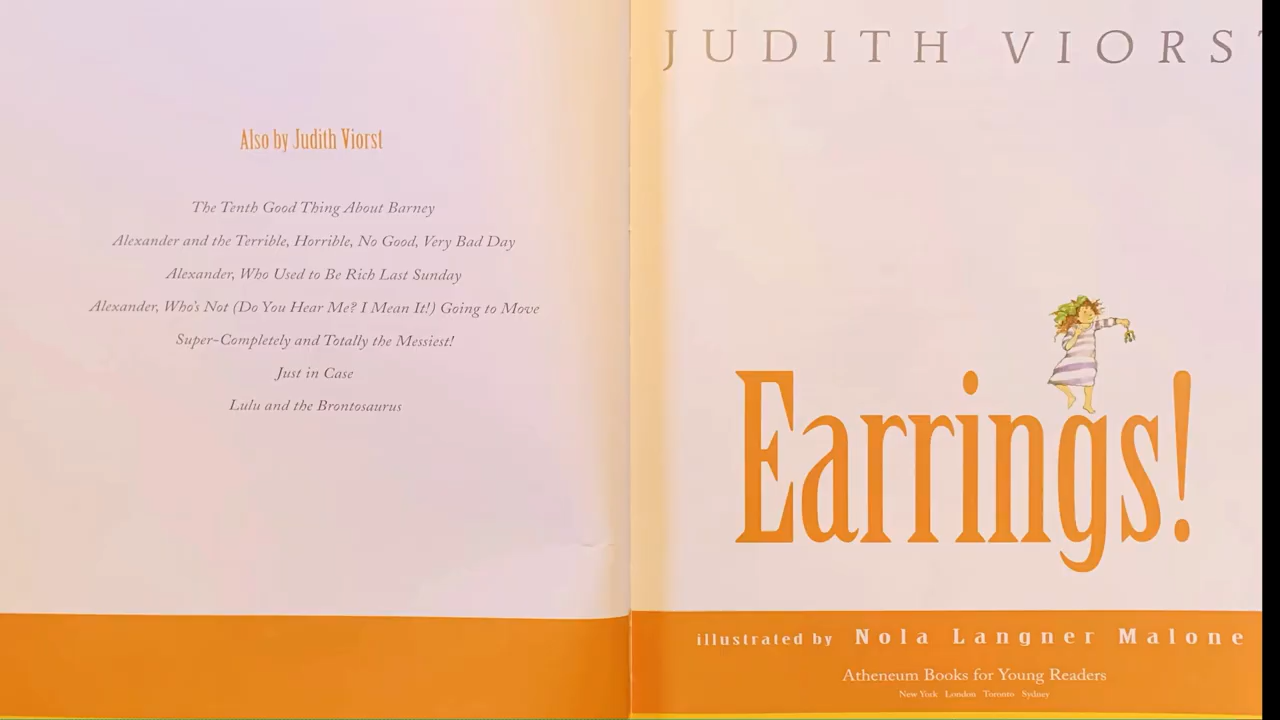 Also by Judith Viorst
The Tenth Good Thing About Barney
Alexander and the Terrible, Horrible, No Good, Very Bad Day
Alexander, Who Used to Be Rich Last Sunday
Alexander, Who's Not (Do You Hear Me? I Mean It!) Going to Move
Super-Completely and Totally the Messiest!
Just in Case
Lulu and the Brontosaurus
JUDITH VIORST
Earrings!
illustrated by Nola Langner Malone
Atheneum Books for Young Readers
New York London Toronto Sydney